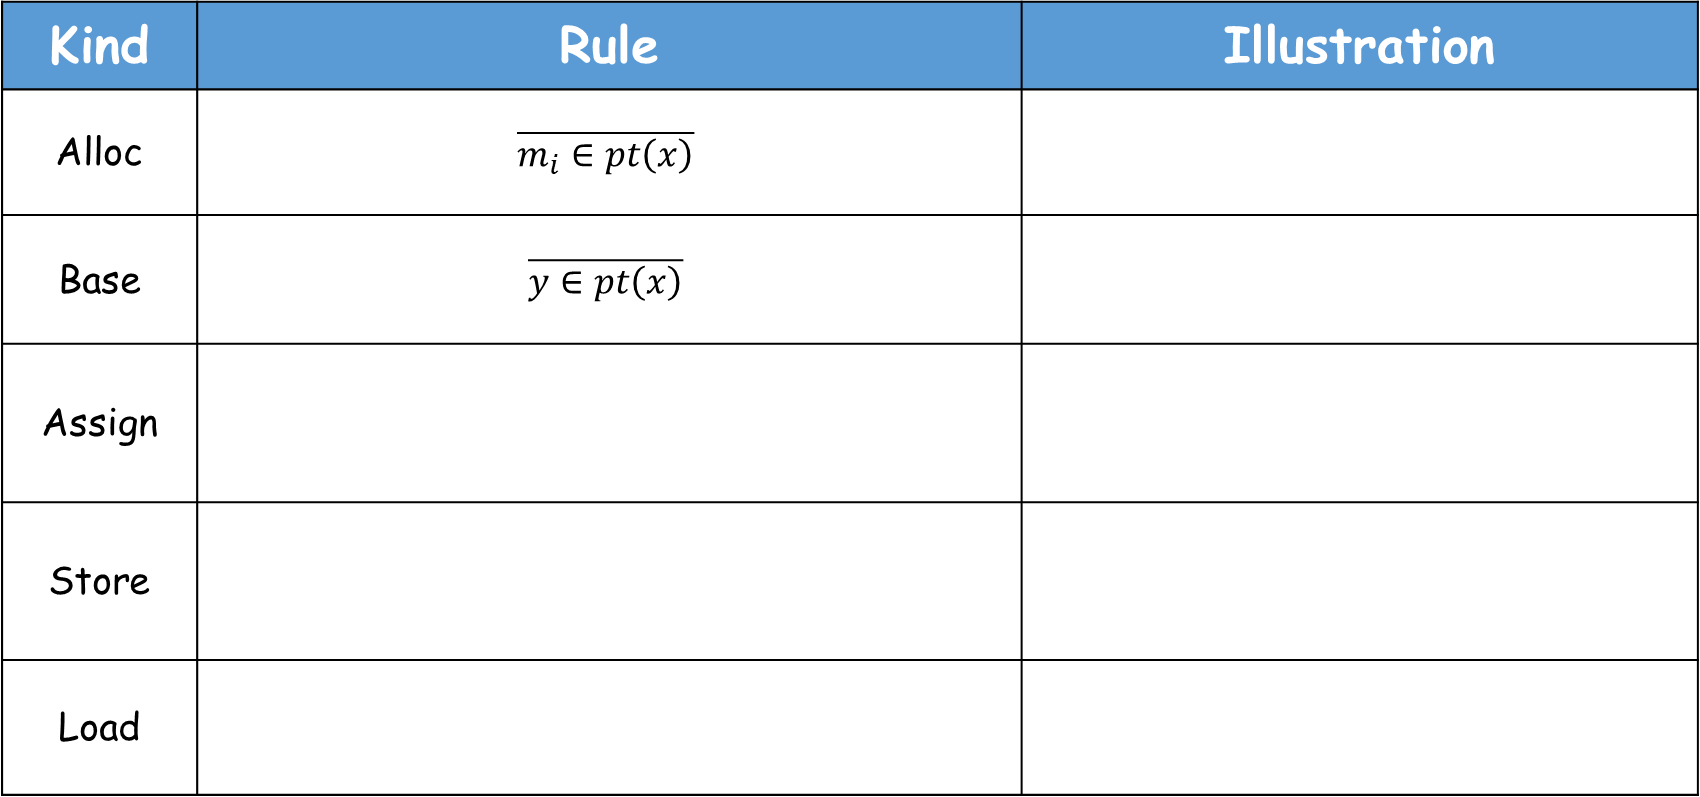 Kind Rule Illustration
Alloc m_i ∈ pt(x)
Base y ∈ pt(x)
Assign
Store
Load